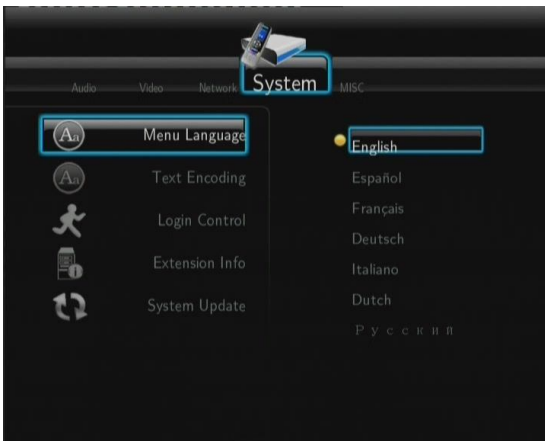 Audio Video Network System MISC
Menu Language
Text Encoding
Login Control
Extension Info
System Update
English
Español
Français
Deutsch
Italiano
Dutch
Русский